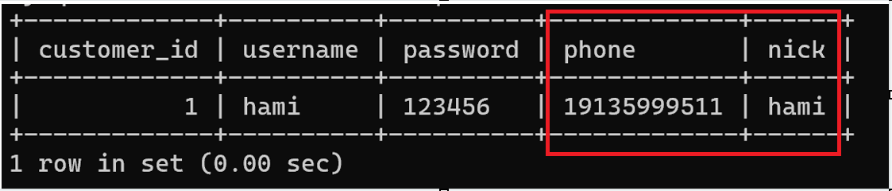 | customer_id | username | password | phone | nick |
| 1 | hami | 123456 | 19135999511 | hami |
1 row in set (0.00 sec)